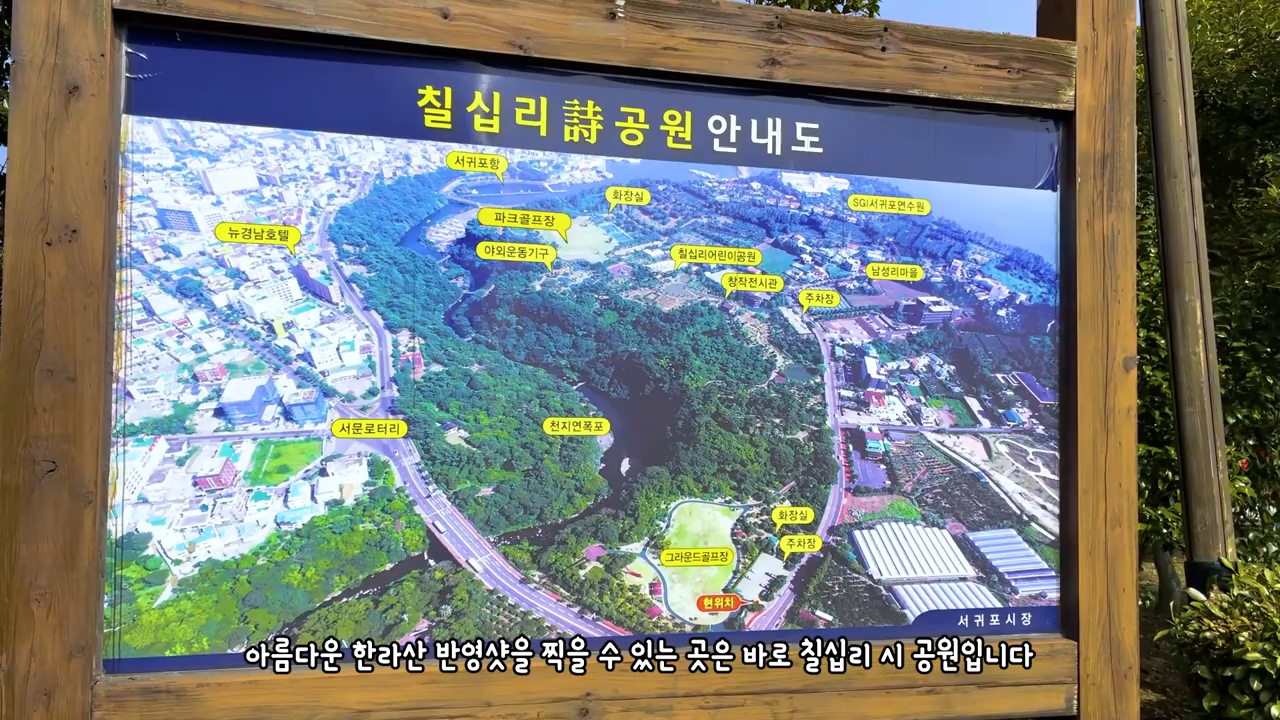 칠십리詩공원 안내도
서귀포항
화장실
SGI서귀포연수원
파크골프장
뉴경남호텔
야외운동기구
칠십리어린이공원
남성리마을
창작전시관
주차장
서문로터리
천지연폭포
화장실
주차장
그라운드골프장
현위치
서귀포시장
아름다운 한라산 반영샷을 찍을 수 있는 곳은 바로 칠십리 시 공원입니다